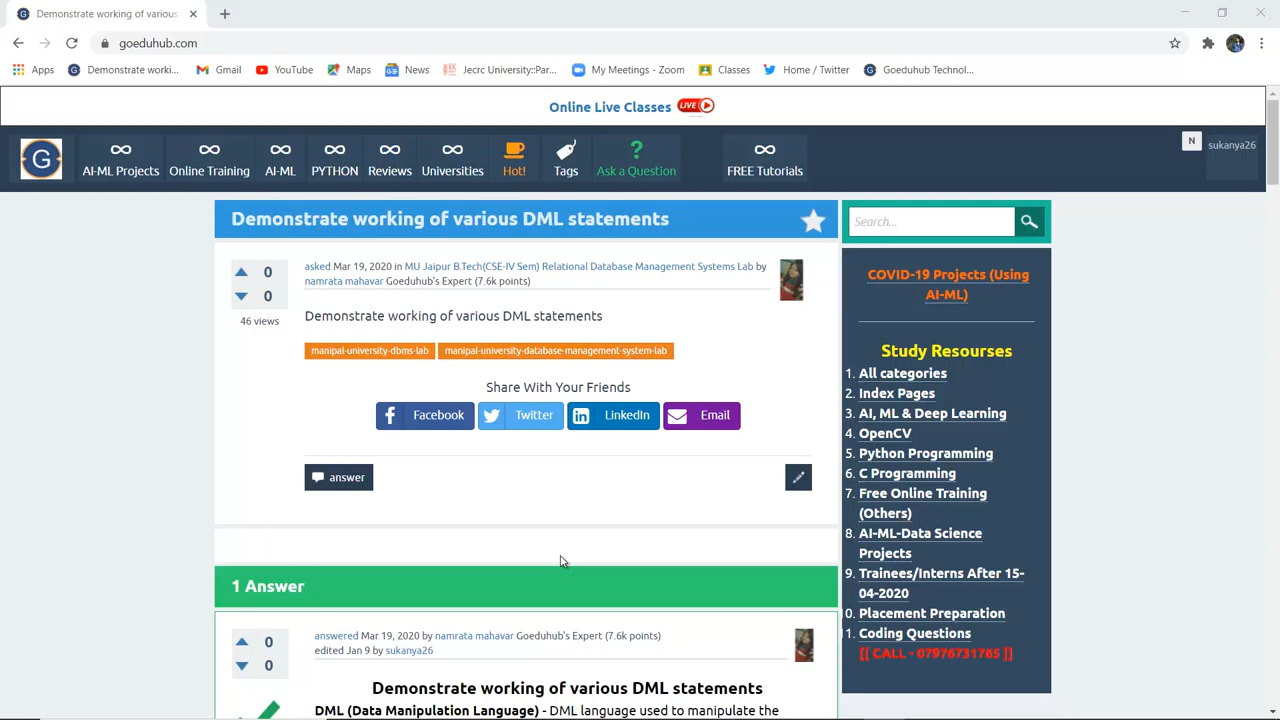 Demonstrate working of various
goeduhub.com
Apps
Demonstrate worki...
Gmail
YouTube
Maps
News
Jecrc University::Par...
My Meetings - Zoom
Classes
Home / Twitter
Goeduhub Technol...
Online Live Classes LIVE
G
AI-ML Projects
Online Training
AI-ML
PYTHON
Reviews
Universities
Hot!
Tags
? Ask a Question
FREE Tutorials
N
sukanya26
Demonstrate working of various DML statements
0
0
46 views
asked Mar 19, 2020 in MU Jaipur B.Tech(CSE-IV Sem) Relational Database Management Systems Lab by
namrata mahavar Goeduhub's Expert (7.6k points)
Demonstrate working of various DML statements
manipal-university-dbms-lab manipal-university-database-management-system-lab
Share With Your Friends
Facebook
Twitter
LinkedIn
Email
answer
1 Answer
0
0
answered Mar 19, 2020 by namrata mahavar Goeduhub's Expert (7.6k points)
edited Jan 9 by sukanya26
Demonstrate working of various DML statements
DML (Data Manipulation Language) - DML language used to manipulate the
Search...
COVID-19 Projects (Using
AI-ML)
Study Resourses
1. All categories
2. Index Pages
3. AI, ML & Deep Learning
4. OpenCV
5. Python Programming
6. C Programming
7. Free Online Training
(Others)
8. AI-ML-Data Science
Projects
9. Trainees/Interns After 15-
04-2020
10. Placement Preparation
11. Coding Questions
[[ CALL - 07976731765 ]]